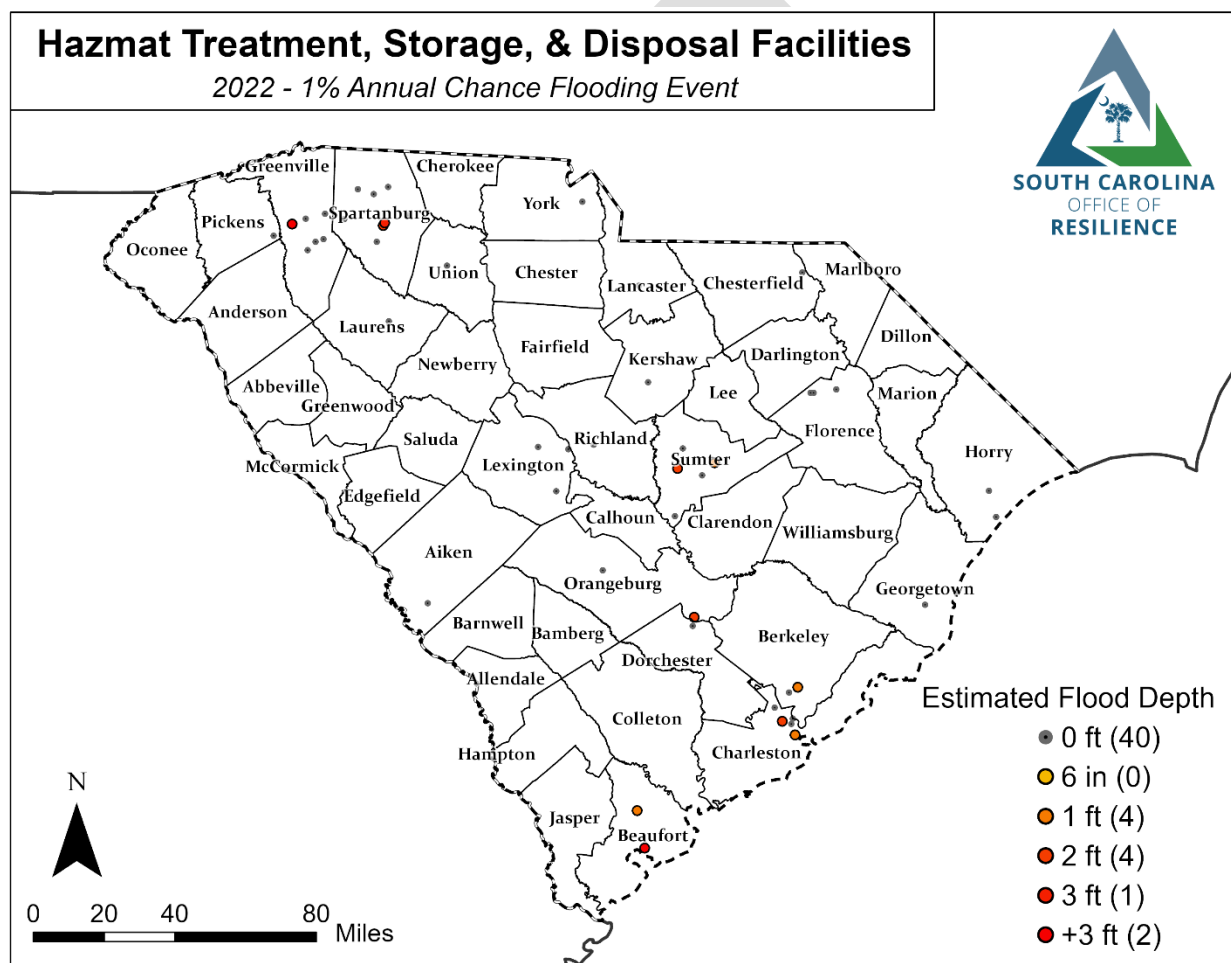 Hazmat Treatment, Storage, & Disposal Facilities
2022 - 1% Annual Chance Flooding Event
SOUTH CAROLINA
OFFICE OF
RESILIENCE
Greenville
Cherokee
Spartanburg
York
Pickens
Oconee
Union
Chester
Lancaster
Chesterfield
Marlboro
Anderson
Laurens
Fairfield
Newberry
Kershaw
Darlington
Dillon
Abbeville
Greenwood
Lee
Marion
Saluda
Richland
Florence
McCormick
Lexington
Sumter
Horry
Edgefield
Calhoun
Clarendon
Williamsburg
Aiken
Orangeburg
Georgetown
Barnwell
Bamberg
Berkeley
Dorchester
Allendale
Colleton
Hampton
Charleston
Jasper
Beaufort
Estimated Flood Depth
0 ft (40)
6 in (0)
1 ft (4)
2 ft (4)
3 ft (1)
+3 ft (2)
N
0 20 40 80
Miles